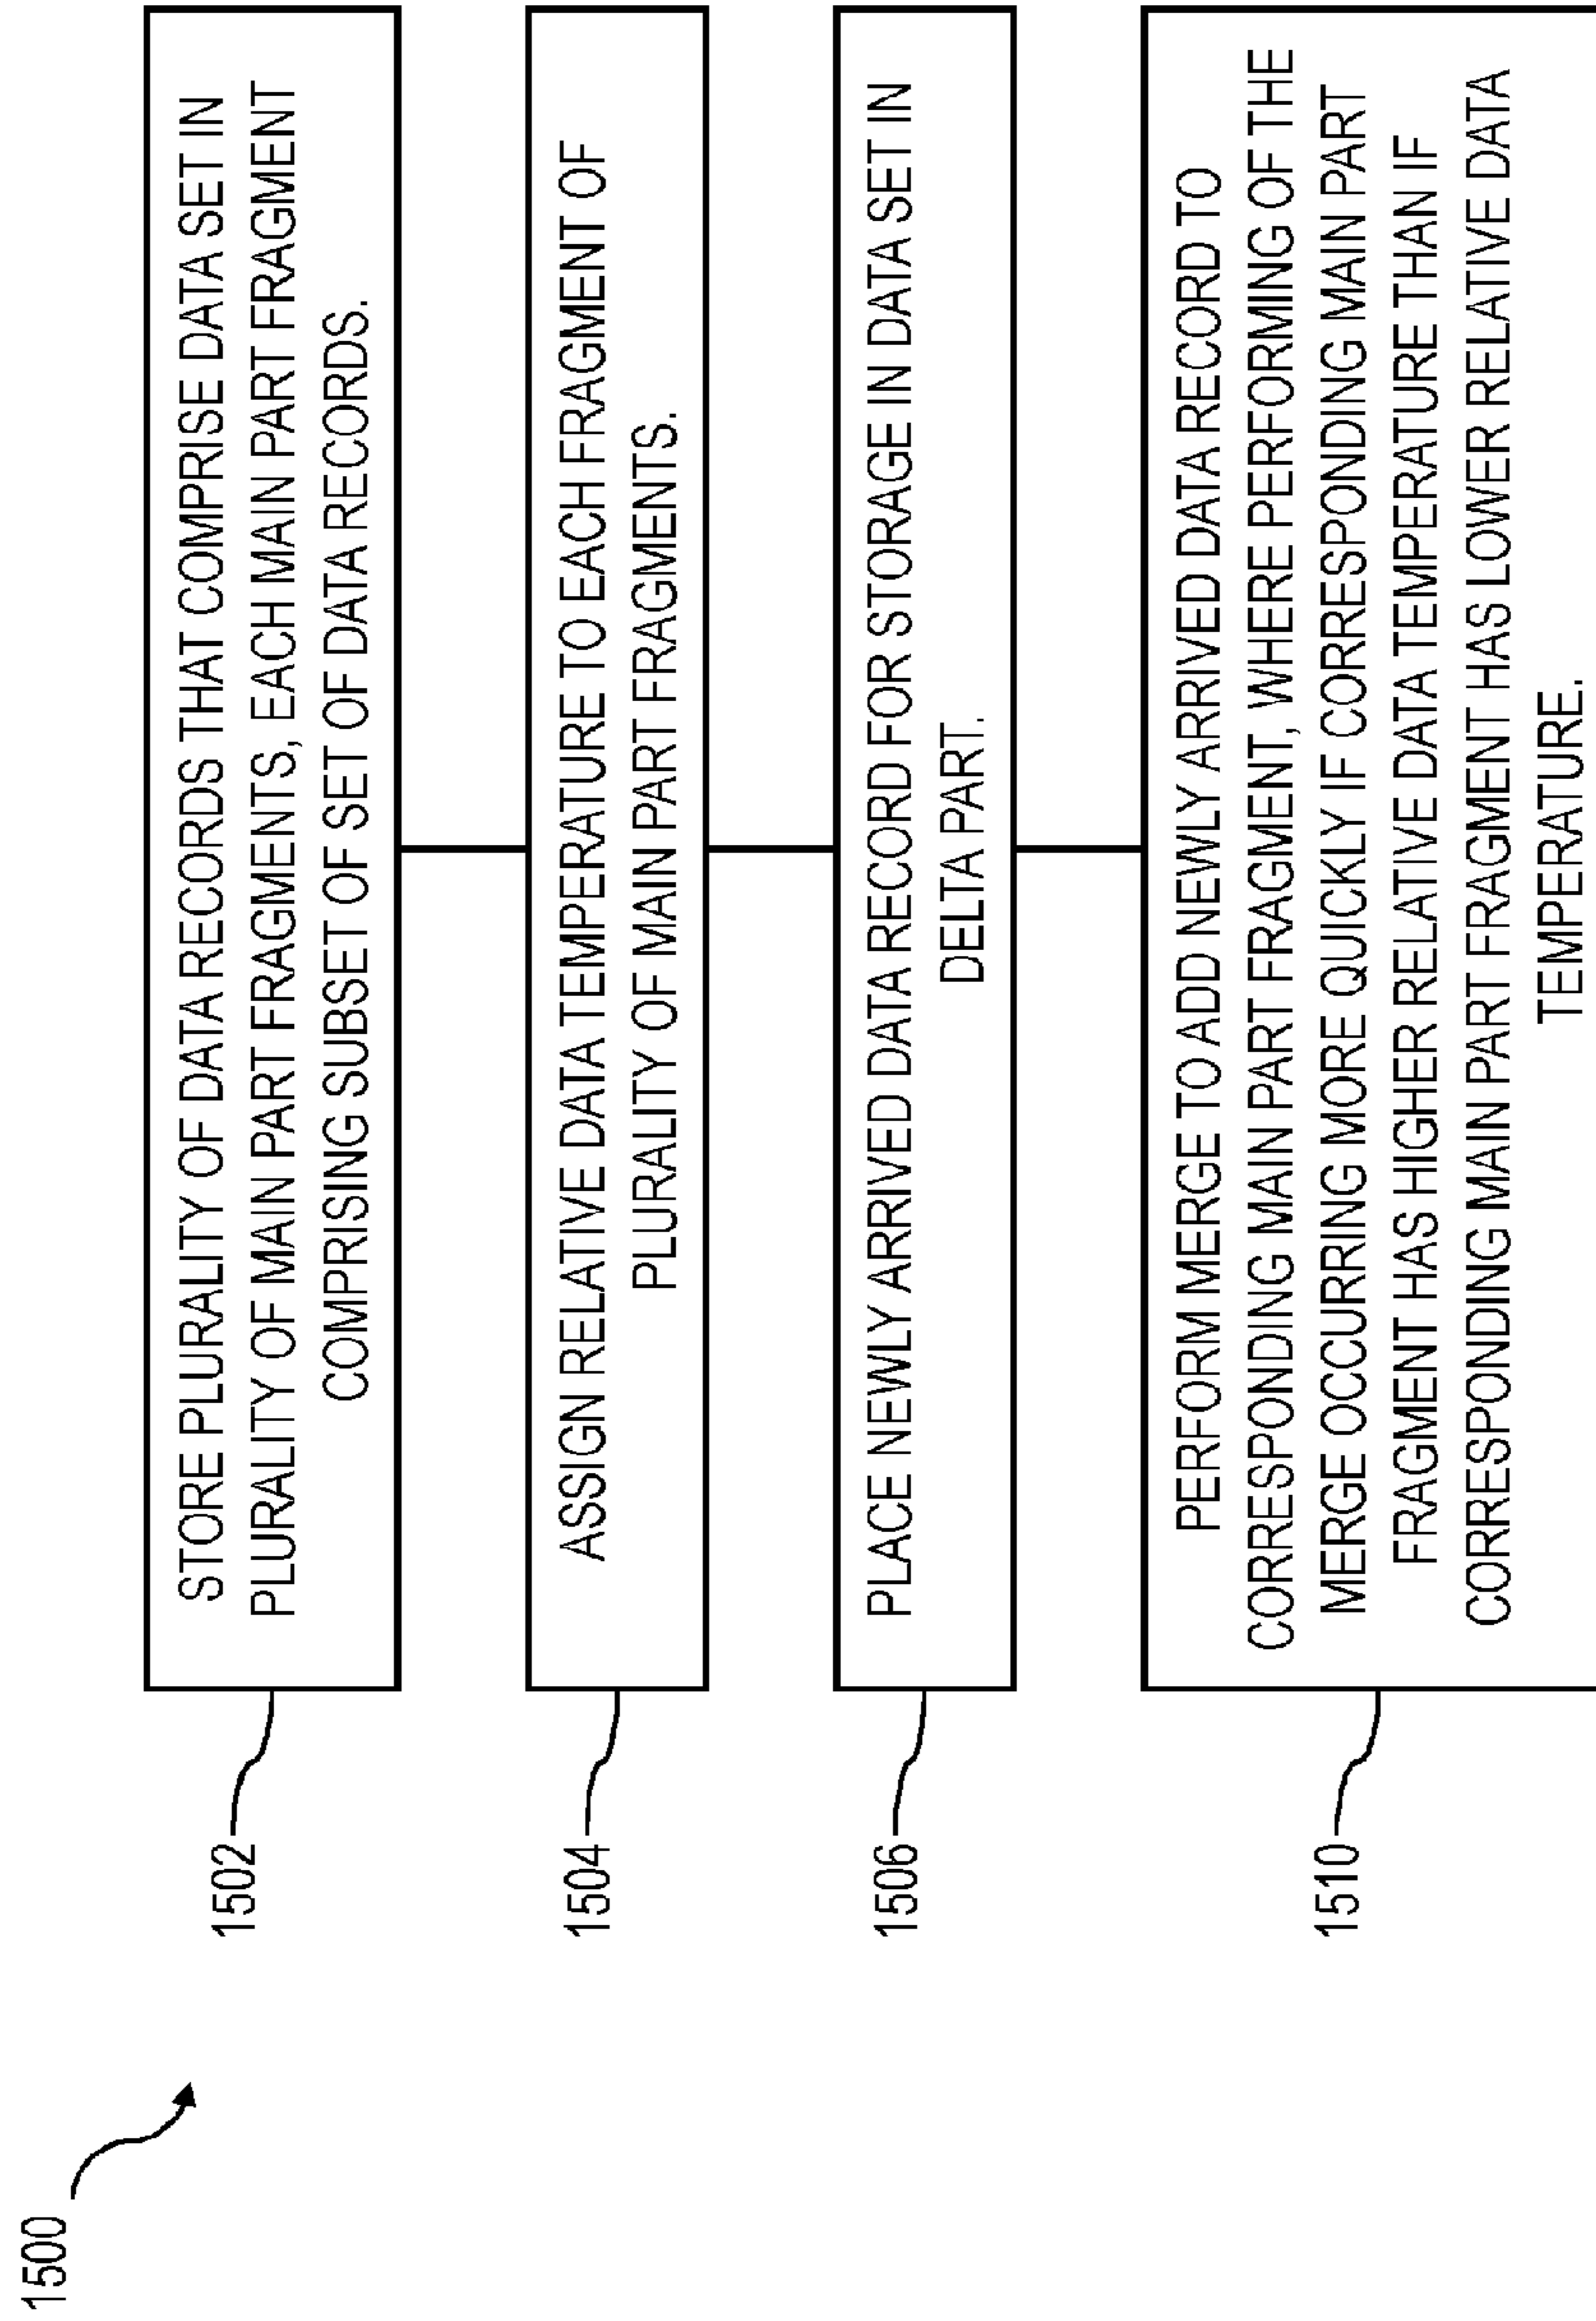 1500
1502
STORE PLURALITY OF DATA RECORDS THAT COMPRISE DATA SET IN
PLURALITY OF MAIN PART FRAGMENTS, EACH MAIN PART FRAGMENT
COMPRISING SUBSET OF SET OF DATA RECORDS.
1504
ASSIGN RELATIVE DATA TEMPERATURE TO EACH FRAGMENT OF
PLURALITY OF MAIN PART FRAGMENTS.
1506
PLACE NEWLY ARRIVED DATA RECORD FOR STORAGE IN DATA SET IN
DELTA PART.
1510
PERFORM MERGE TO ADD NEWLY ARRIVED DATA RECORD TO
CORRESPONDING MAIN PART FRAGMENT, WHERE PERFORMING OF THE
MERGE OCCURRING MORE QUICKLY IF CORRESPONDING MAIN PART
FRAGMENT HAS HIGHER RELATIVE DATA TEMPERATURE THAN IF
CORRESPONDING MAIN PART FRAGMENT HAS LOWER RELATIVE DATA
TEMPERATURE.